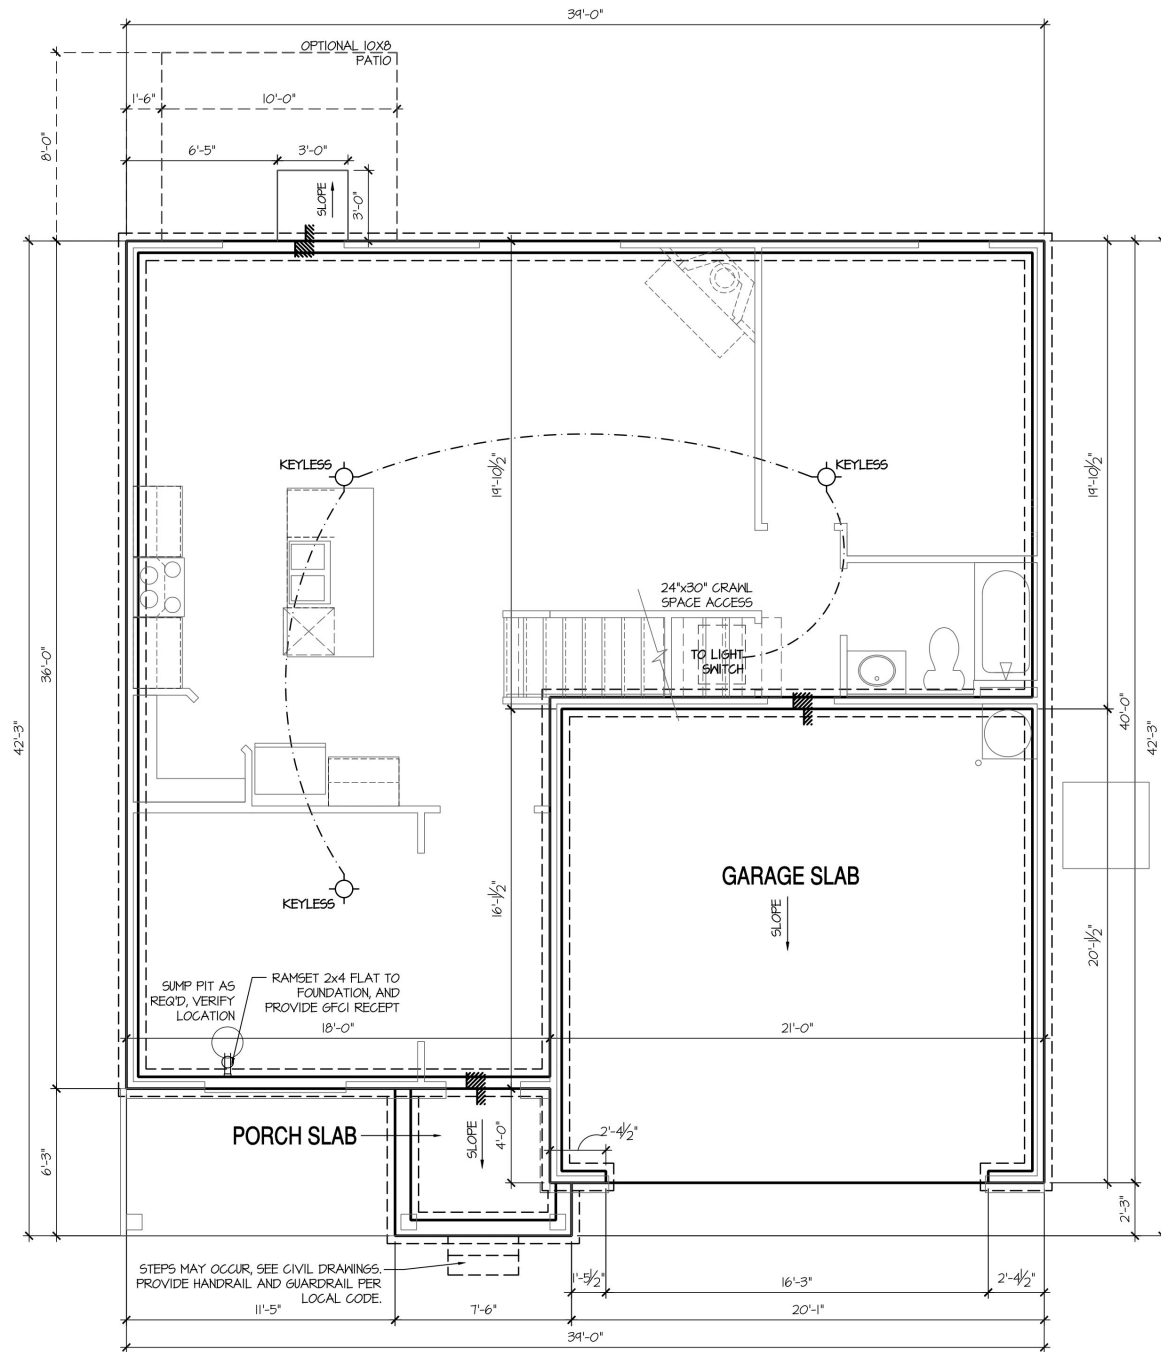 39'-0"
OPTIONAL 10X8
PATIO
1'-6"
10'-0"
8'-0"
6'-5"
3'-0"
SLOPE
3'-0"
KEYLESS
19'-10½"
KEYLESS
19'-10½"
24"x30" CRAWL
SPACE ACCESS
TO LIGHT
SWITCH
36'-0"
42'-3"
40'-0"
42'-3"
GARAGE SLAB
SLOPE
16'-1½"
KEYLESS
20'-1½"
SUMP PIT AS
REQ'D, VERIFY
LOCATION
RAMSET 2x4 FLAT TO
FOUNDATION, AND
PROVIDE GFCI RECEPT
18'-0"
21'-0"
PORCH SLAB
SLOPE
4'-0"
2'-4½"
6'-3"
2'-3"
STEPS MAY OCCUR, SEE CIVIL DRAWINGS.
PROVIDE HANDRAIL AND GUARDRAIL PER
LOCAL CODE.
1'-5½"
16'-3"
2'-4½"
11'-5"
7'-6"
20'-1"
39'-0"